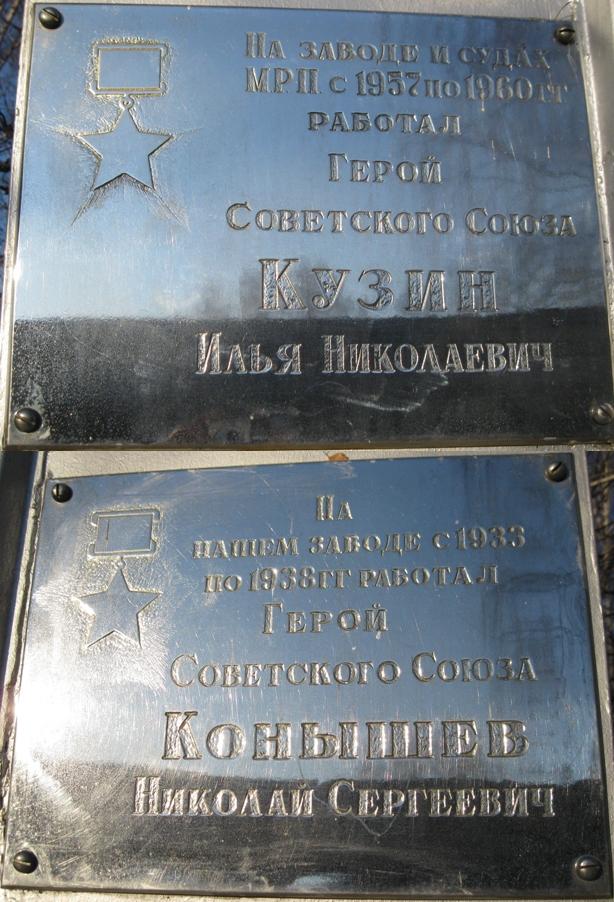 На заводе и судах
МРП с 1957 по 1960 гг
работал
Герой
Советского Союза
Кузин
Илья Николаевич
На
нашем заводе с 1933
по 1938 гг работал
Герой
Советского Союза
Конышев
Николай Сергеевич